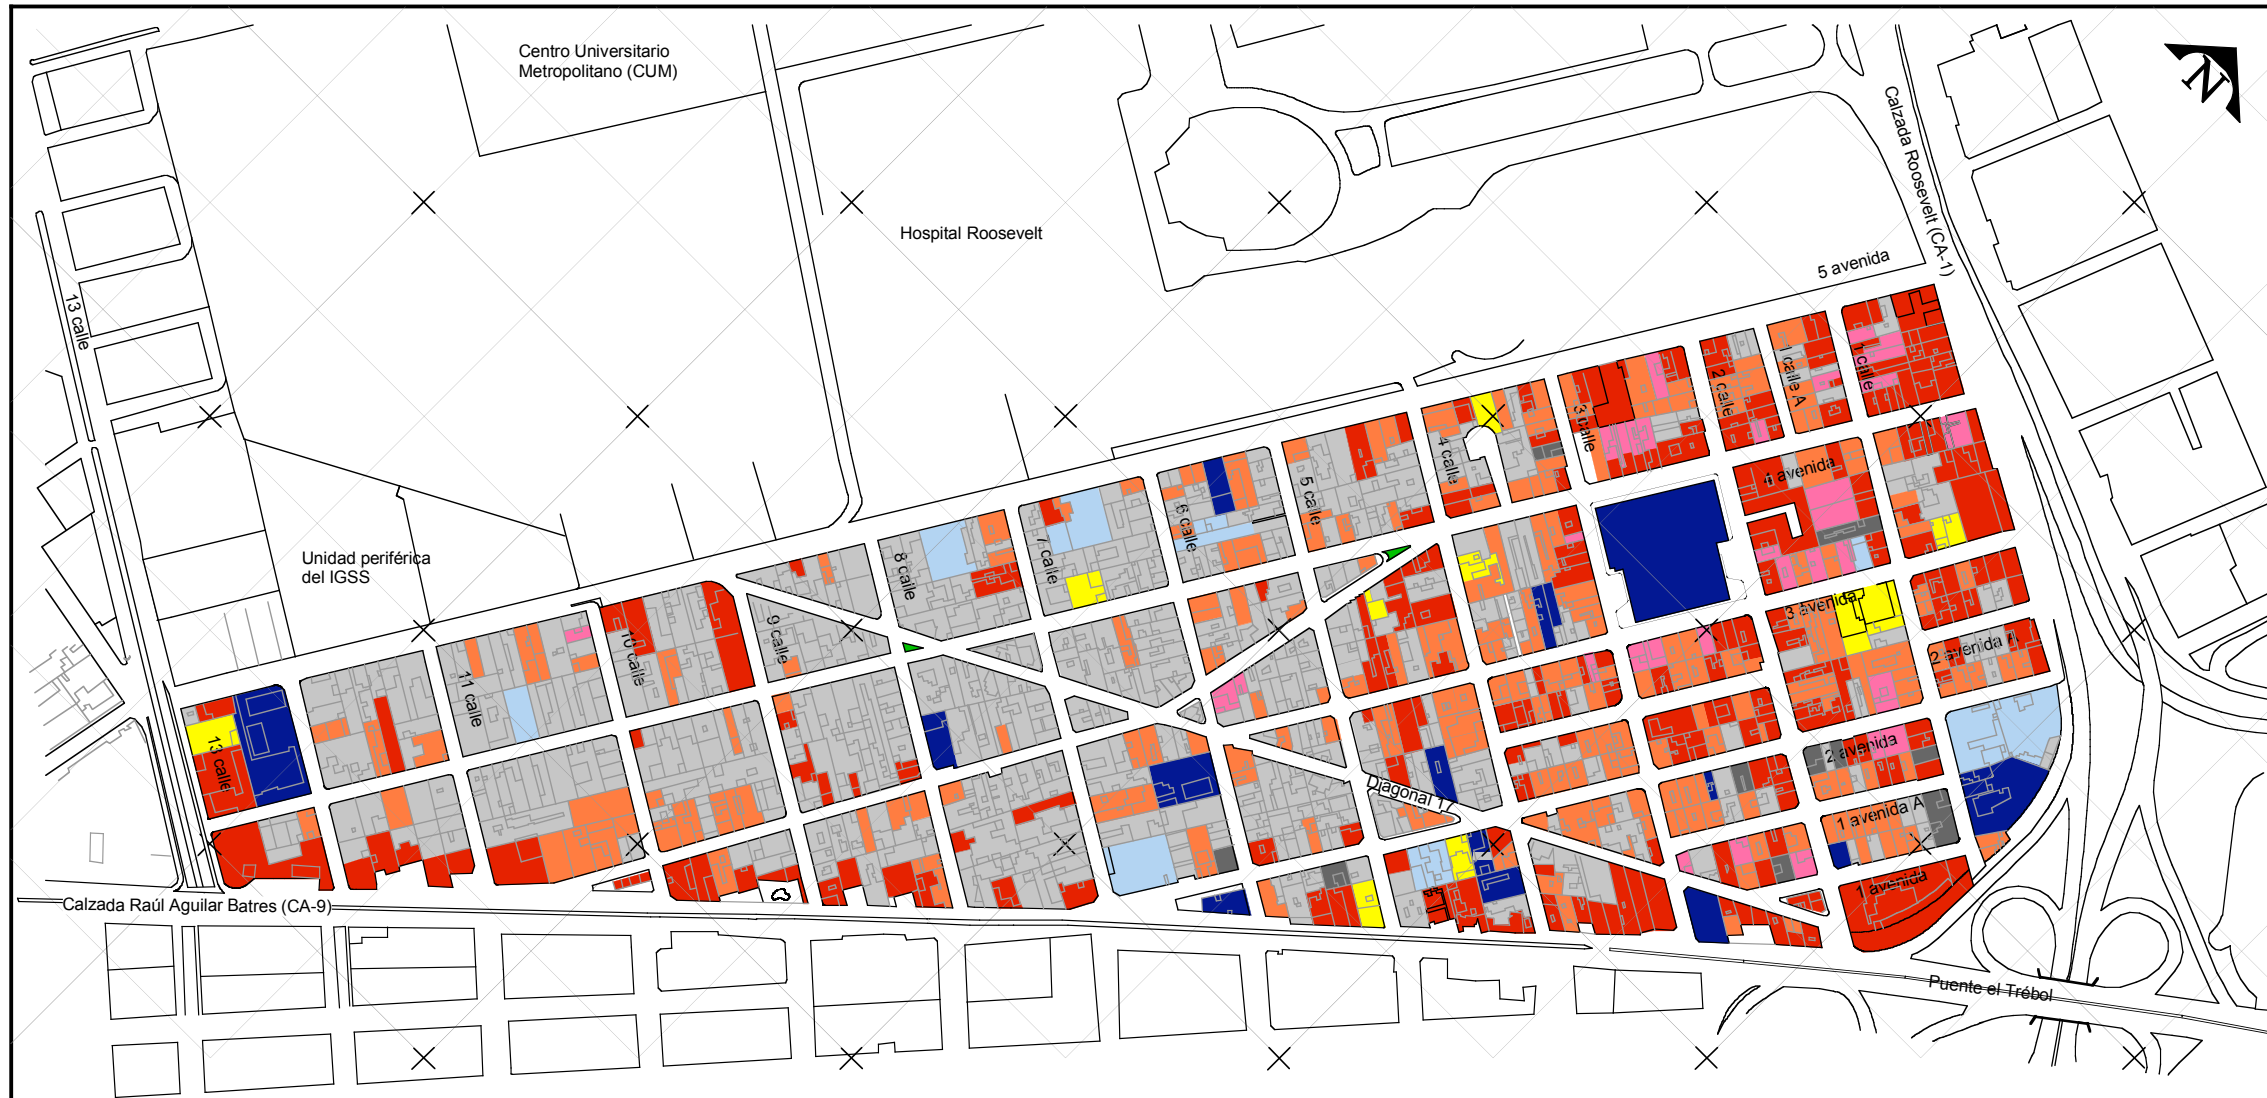 Centro Universitario
Metropolitano (CUM)
N
Calzada Roosevelt (CA-1)
Hospital Roosevelt
5 avenida
13 calle
1 calle
1 calle A
2 calle
3 calle
4 calle
5 calle
6 calle
7 calle
8 calle
9 calle
10 calle
11 calle
13 calle
4 avenida
Unidad periférica
del IGSS
3 avenida
2 avenida A
2 avenida
Diagonal 17
1 avenida A
1 avenida
Calzada Raúl Aguilar Batres (CA-9)
Puente el Trébol